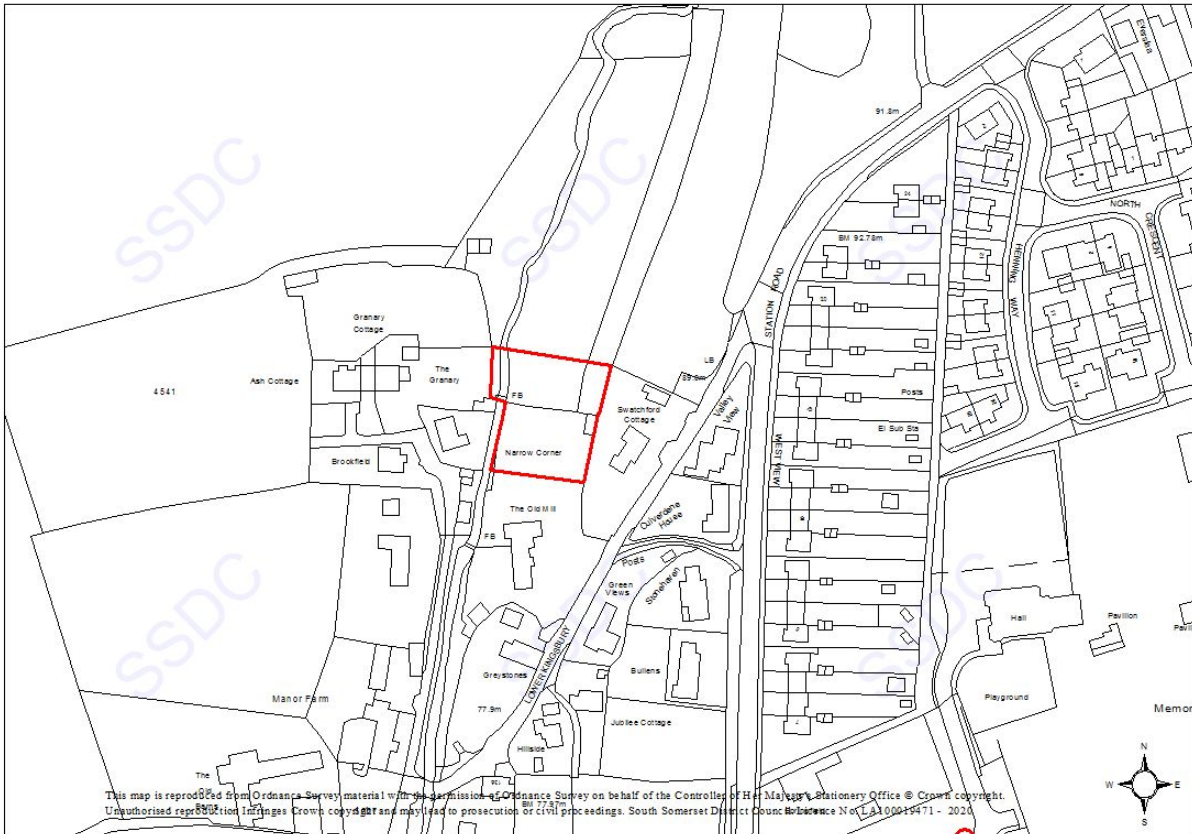 SSDC
SSDC
SSDC
SSDC
SSDC
SSDC
Eversfea
91.8m
NORTH
CRESCENT
HENNING
WAY
BM 92.78m
STATION ROAD
Granary
Cottage
The
Granary
Ash Cottage
4541
LB
FB
Swatchford
Cottage
Valley
View
Posts
El Sub Sta
Narrow Corner
Brookfield
WEST VIEW
The Old Mill
Culverdene
House
FB
Posts
Green
Views
Stonehaven
Hall
Pavilion
LOWER KINGSBURY
Greystones
Bullens
Manor Farm
Playground
77.9m
Jubilee Cottage
Hillside
The
Old
Barns
BM 77.97m
N
W
E
S
This map is reproduced from Ordnance Survey material with the permission of Ordnance Survey on behalf of the Controller of Her Majesty's Stationery Office © Crown copyright.
Unauthorised reproduction infringes Crown copyright and may lead to prosecution or civil proceedings. South Somerset District Council Licence No. LA100019471 - 2020